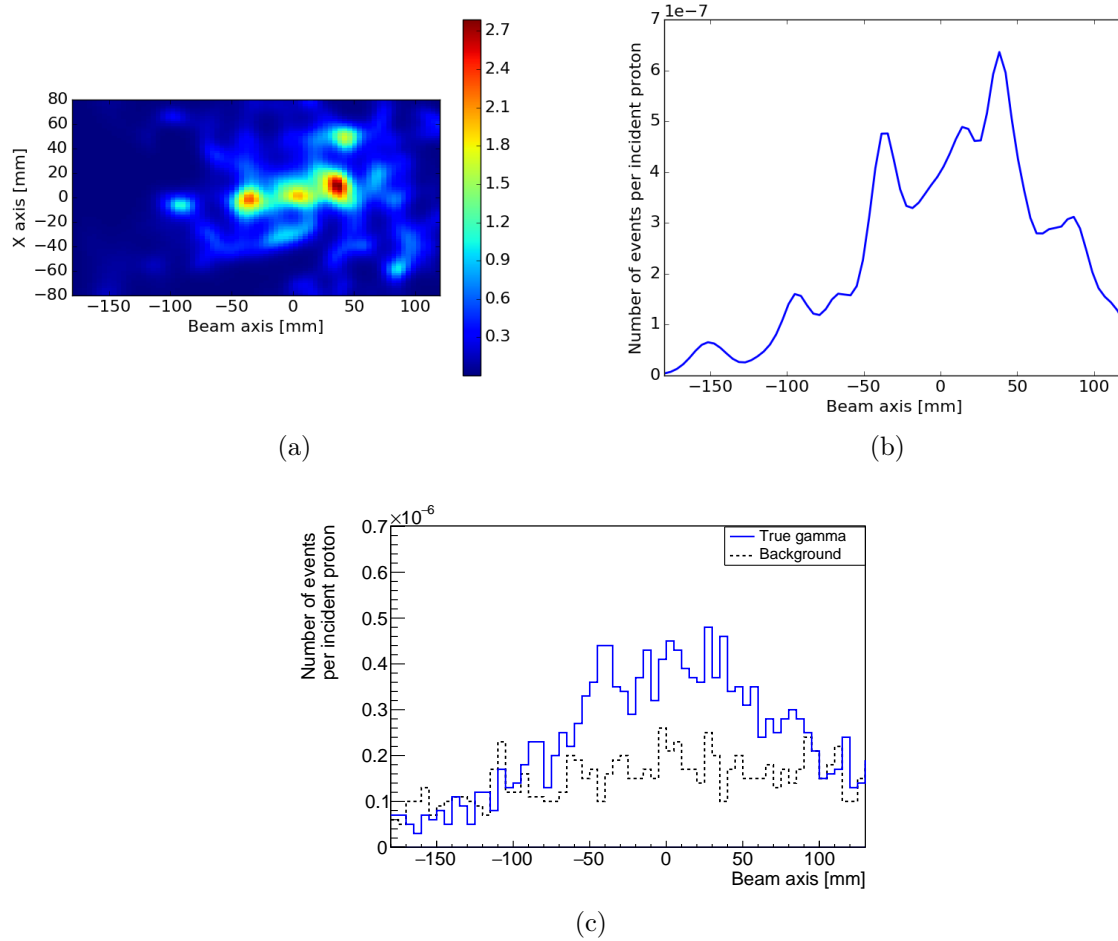 2.7
2.4
2.1
1.8
1.5
1.2
0.9
0.6
0.3
80
60
40
20
0
−20
−40
−60
−80
X axis [mm]
−150 −100 −50 0 50 100
Beam axis [mm]
(a)
1e−7
7
6
5
4
3
2
1
0
Number of events per incident proton
−150 −100 −50 0 50 100
Beam axis [mm]
(b)
×10−6
0.7
0.6
0.5
0.4
0.3
0.2
0.1
0
Number of events
per incident proton
True gamma
Background
−150 −100 −50 0 50 100
Beam axis [mm]
(c)